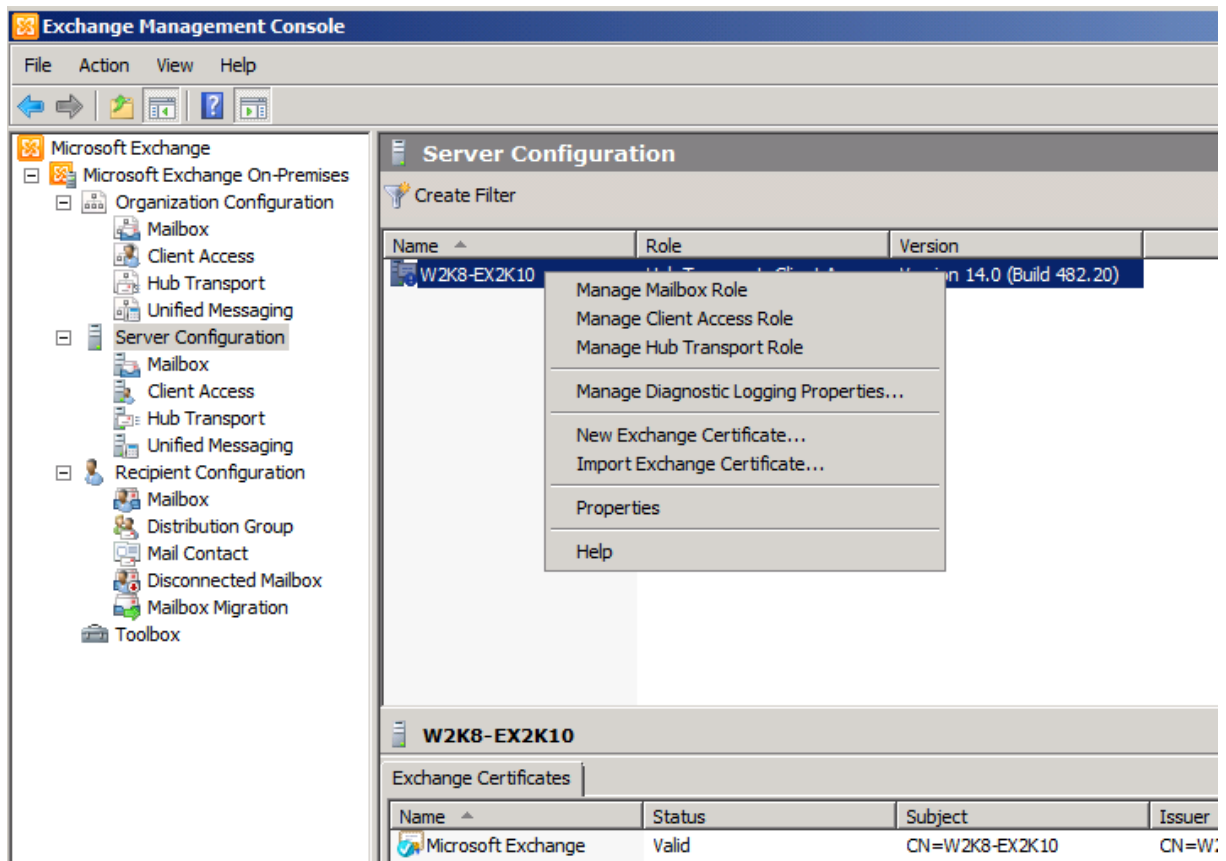 Exchange Management Console
File Action View Help
Microsoft Exchange
Microsoft Exchange On-Premises
Organization Configuration
Mailbox
Client Access
Hub Transport
Unified Messaging
Server Configuration
Mailbox
Client Access
Hub Transport
Unified Messaging
Recipient Configuration
Mailbox
Distribution Group
Mail Contact
Disconnected Mailbox
Mailbox Migration
Toolbox
Server Configuration
Create Filter
Name Role Version
W2K8-EX2K10 14.0 (Build 482.20)
Manage Mailbox Role
Manage Client Access Role
Manage Hub Transport Role
Manage Diagnostic Logging Properties...
New Exchange Certificate...
Import Exchange Certificate...
Properties
Help
W2K8-EX2K10
Exchange Certificates
Name Status Subject Issuer
Microsoft Exchange Valid CN=W2K8-EX2K10 CN=W2